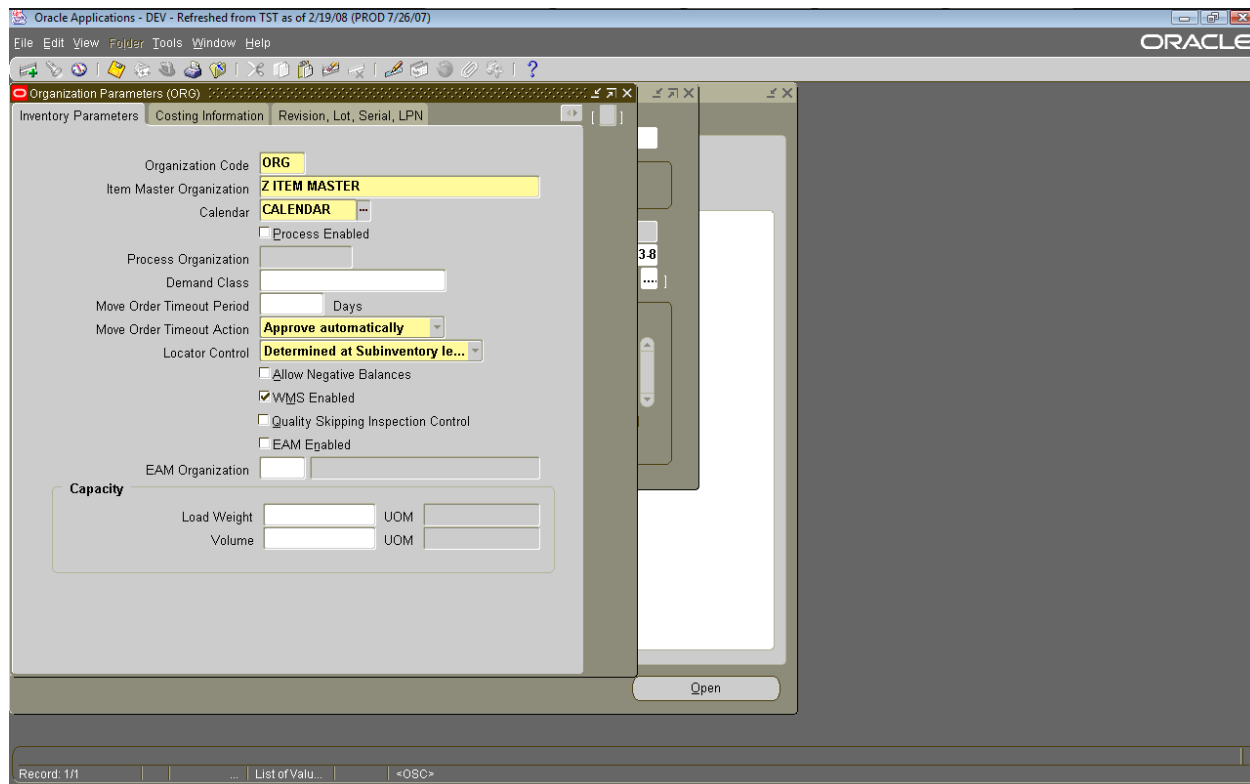 Oracle Applications - DEV - Refreshed from TST as of 2/19/08 (PROD 7/26/07)
File Edit View Folder Tools Window Help
ORACLE
Organization Parameters (ORG)
Inventory Parameters Costing Information Revision, Lot, Serial, LPN
[ ]
Organization Code ORG
Item Master Organization Z ITEM MASTER
Calendar CALENDAR ...
Process Enabled
Process Organization
3-8
Demand Class
.... ]
Move Order Timeout Period Days
Move Order Timeout Action Approve automatically
Locator Control Determined at Subinventory le...
Allow Negative Balances
WMS Enabled
Quality Skipping Inspection Control
EAM Enabled
EAM Organization
Capacity
Load Weight UOM
Volume UOM
Open
Record: 1/1 ... List of Valu... <OSC>